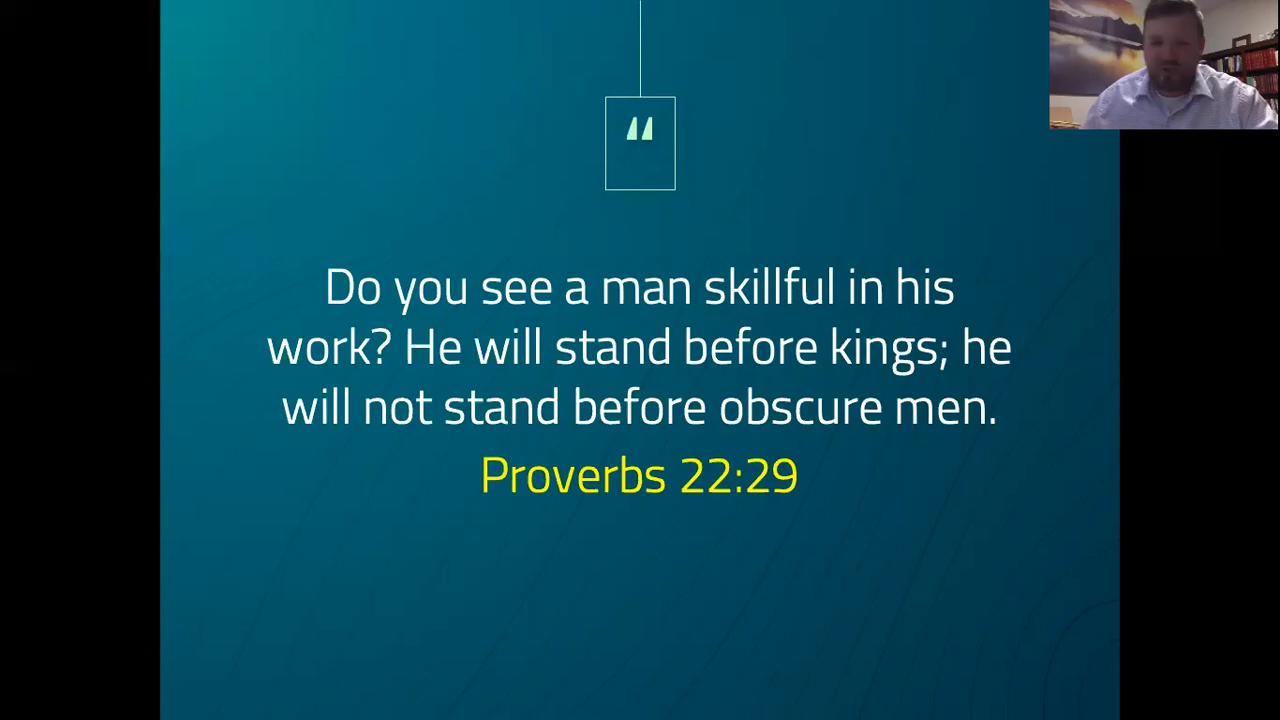 “
Do you see a man skillful in his
work? He will stand before kings; he
will not stand before obscure men.
Proverbs 22:29